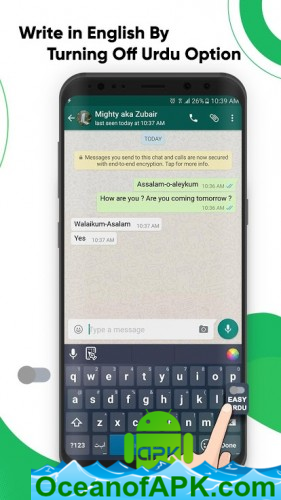 Write in English By
Turning Off Urdu Option
26% 10:39 AM
Mighty aka Zubair
last seen today at 10:37 AM
TODAY
Messages you send to this chat and calls are now secured
with end-to-end encryption. Tap for more info.
Assalam-o-aleykum
10:36 AM
How are you ? Are you coming tomorrow ?
10:36 AM
Walaikum-Asalam 10:37 AM
Yes 10:37 AM
Type a message
q w e r t y u i o p
a s d f g h j k l
EASY
URDU
?123
Done
apk
OceanofAPK.com